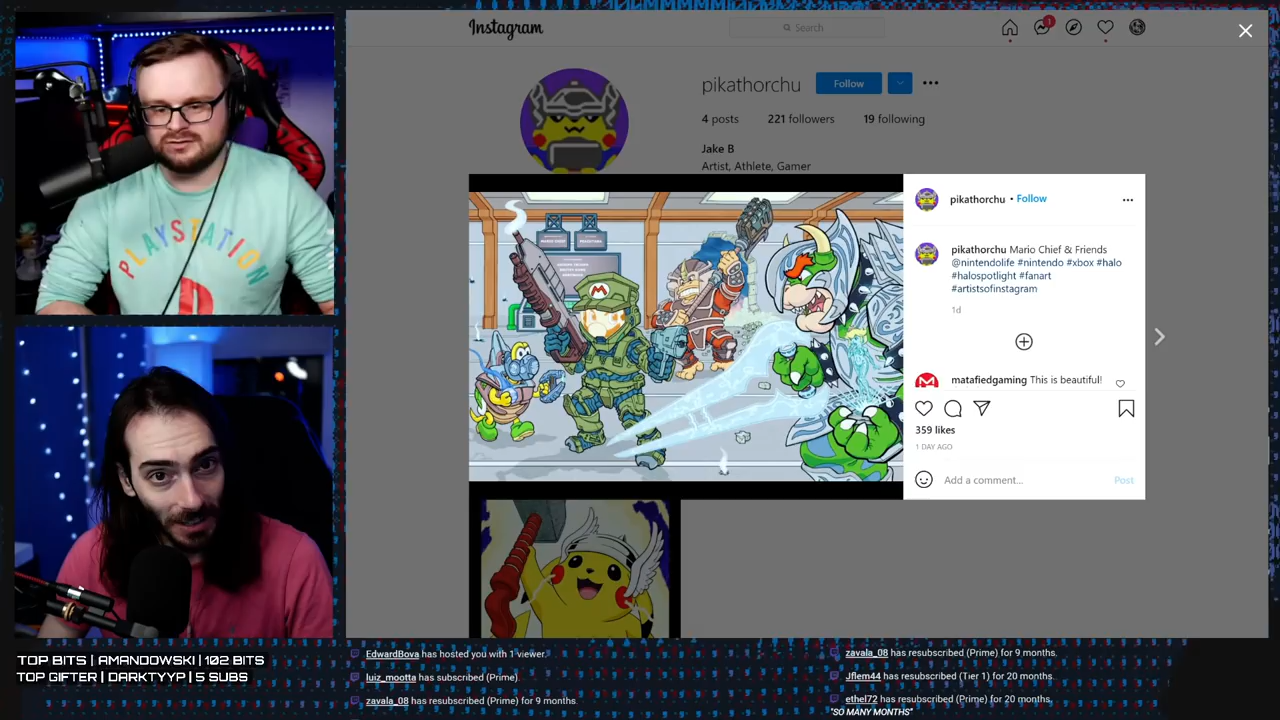 Instagram
Search
1
pikathorchu
Follow
4 posts 221 followers 19 following
Jake B
Artist, Athlete, Gamer
PLAYSTATION
pikathorchu • Follow
pikathorchu Mario Chief & Friends
@nintendolife #nintendo #xbox #halo
#halospotlight #fanart
#artistsofinstagram
1d
matafiedgaming This is beautiful!
359 likes
1 DAY AGO
Add a comment... Post
M
TOP BITS | AMANDOWSKI | 102 BITS
TOP GIFTER | DARKTYYP | 5 SUBS
EdwardBova has hosted you with 1 viewer.
luiz_mootta has subscribed (Prime).
zavala_08 has resubscribed (Prime) for 9 months.
zavala_08 has resubscribed (Prime) for 9 months.
Jflem44 has resubscribed (Tier 1) for 20 months.
ethel72 has resubscribed (Prime) for 20 months.
"SO MANY MONTHS"